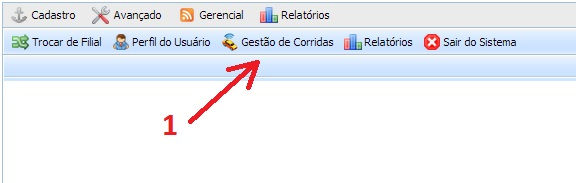 Cadastro Avançado Gerencial Relatórios
Trocar de Filial Perfil do Usuário Gestão de Corridas Relatórios Sair do Sistema
1